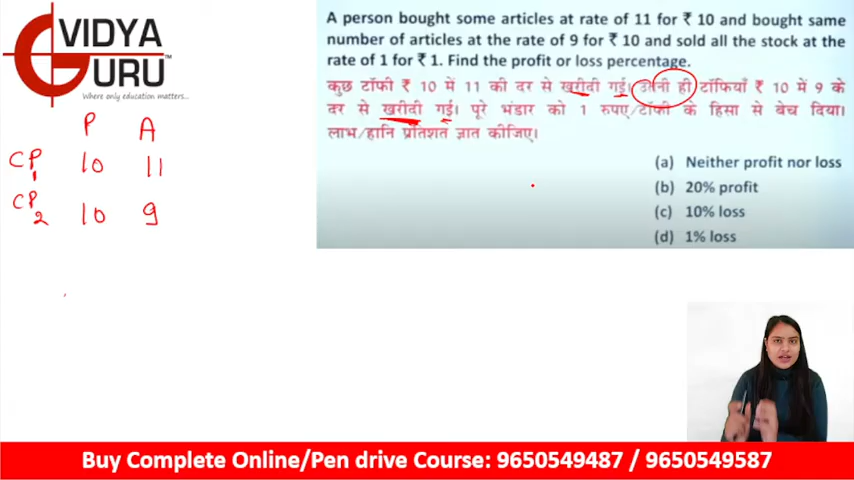 VIDYA
GURU™
Where only education matters...
A person bought some articles at rate of 11 for ₹ 10 and bought same
number of articles at the rate of 9 for ₹ 10 and sold all the stock at the
rate of 1 for ₹ 1. Find the profit or loss percentage.
कुछ टॉफी ₹ 10 में 11 की दर से खरीदी गई। उतनी ही टॉफियाँ ₹ 10 में 9 के
दर से खरीदी गई। पूरे भंडार को 1 रुपए/टॉफी के हिसा से बेच दिया।
लाभ/हानि प्रतिशत ज्ञात कीजिए।
(a) Neither profit nor loss
(b) 20% profit
(c) 10% loss
(d) 1% loss
P A
CP1 10 11
CP2 10 9
Buy Complete Online/Pen drive Course: 9650549487 / 9650549587